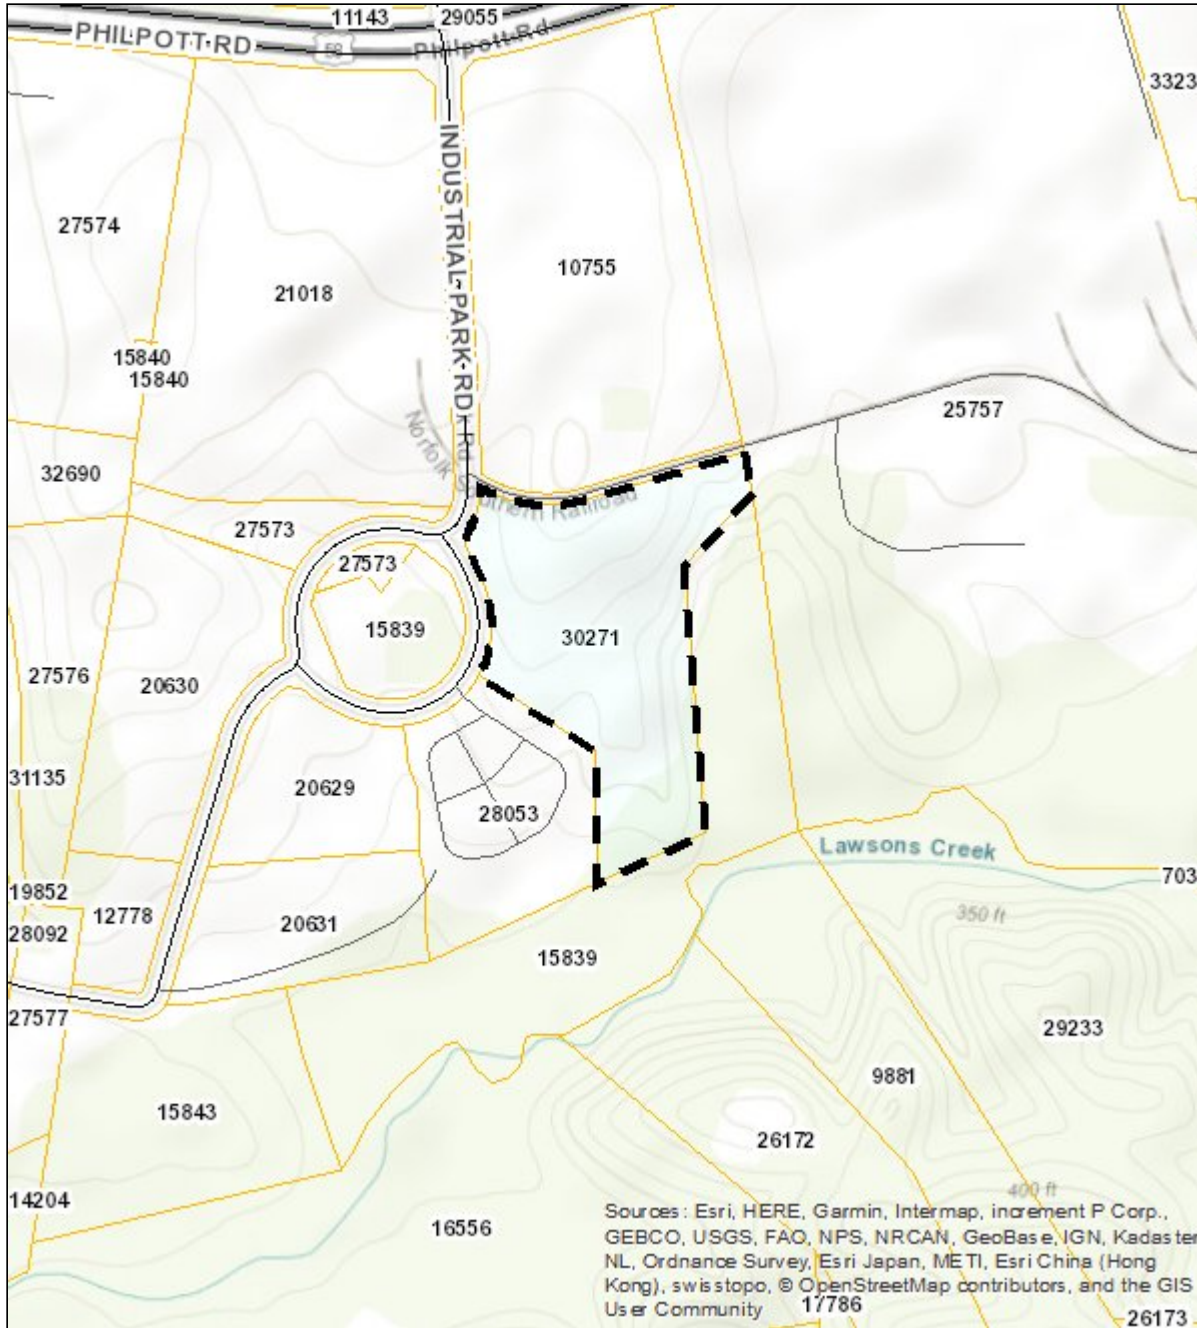 11143
29055
PHILPOTT RD
58
Philpott Rd
3323
INDUSTRIAL PARK RD
k Rd
27574
10755
21018
15840
15840
25757
Norfolk Southern Railroad
32690
27573
27573
15839
30271
27576
20630
31135
20629
28053
Lawsons Creek
703
19852
12778
28092
20631
350 ft
15839
27577
29233
9881
15843
26172
14204
400 ft
16556
Sources: Esri, HERE, Garmin, Intermap, increment P Corp.,
GEBCO, USGS, FAO, NPS, NRCAN, GeoBase, IGN, Kadaster
NL, Ordnance Survey, Esri Japan, METI, Esri China (Hong
Kong), swisstopo, © OpenStreetMap contributors, and the GIS
User Community
17786
26173